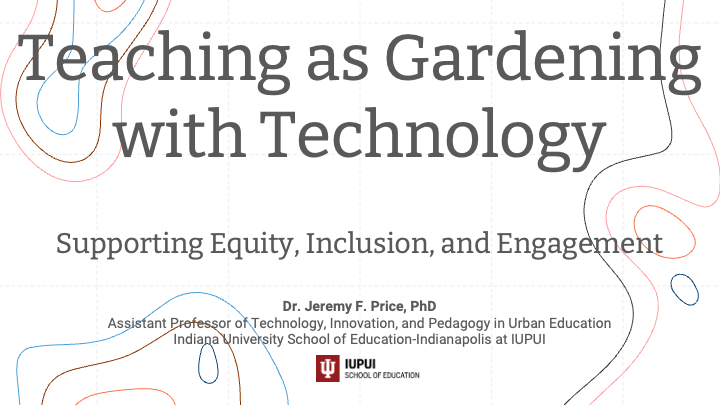 Teaching as Gardening
with Technology
Supporting Equity, Inclusion, and Engagement
Dr. Jeremy F. Price, PhD
Assistant Professor of Technology, Innovation, and Pedagogy in Urban Education
Indiana University School of Education-Indianapolis at IUPUI
IUPUI
SCHOOL OF EDUCATION